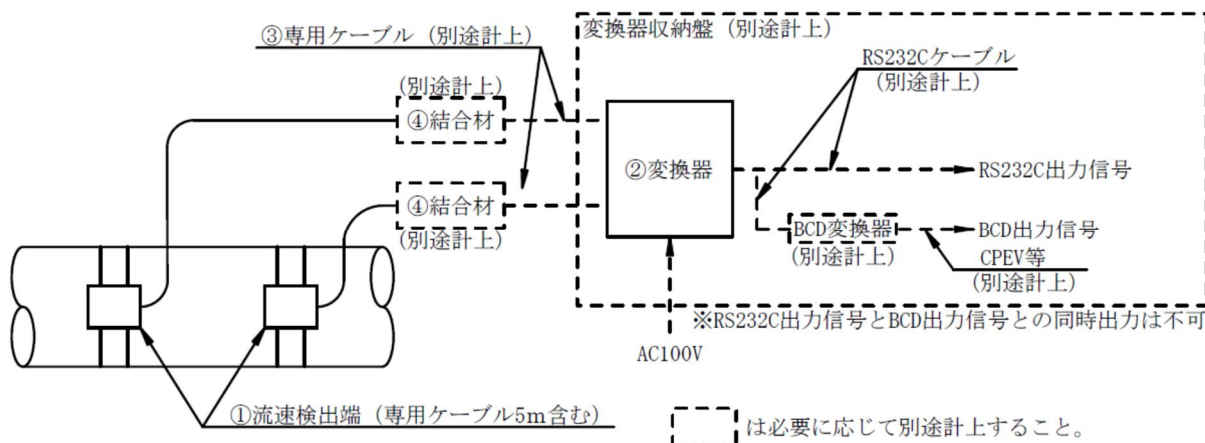 ③専用ケーブル (別途計上)
変換器収納盤 (別途計上)
RS232Cケーブル
(別途計上)
(別途計上)
④結合材
②変換器
RS232C出力信号
④結合材
(別途計上)
BCD変換器
(別途計上)
BCD出力信号
CPEV等
(別途計上)
※RS232C出力信号とBCD出力信号との同時出力は不可
AC100V
①流速検出端 (専用ケーブル5m含む)
は必要に応じて別途計上すること。